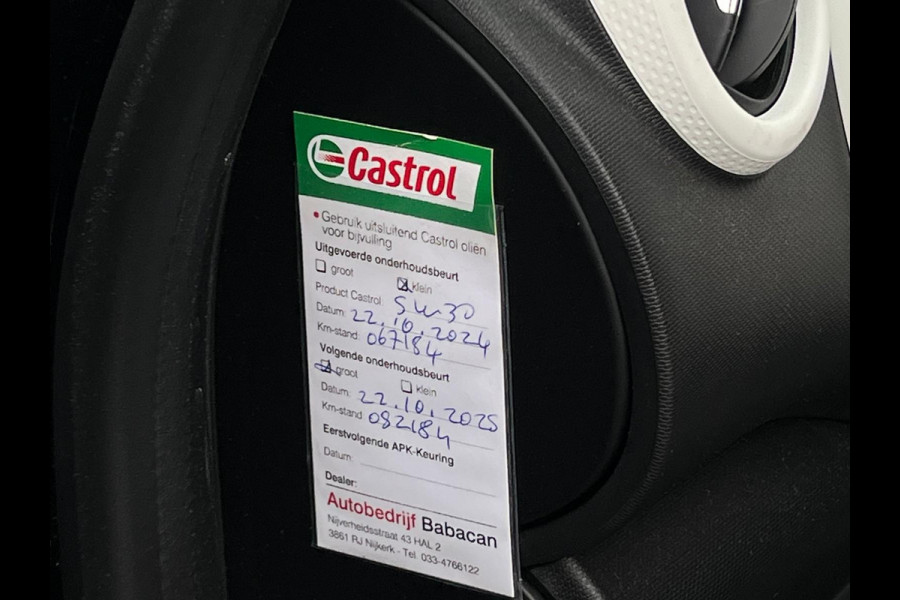 Castrol
• Gebruik uitsluitend Castrol oliën
voor bijvulling
Uitgevoerde onderhoudsbeurt
groot klein
Product Castrol: 5W30
Datum: 22.10.2024
Km-stand: 067184
Volgende onderhoudsbeurt
groot klein
Datum: 22.10.2025
Km-stand 082184
Eerstvolgende APK-Keuring
Datum:
Dealer:
Autobedrijf Babacan
Nijverheidsstraat 43 HAL 2
3861 RJ Nijkerk - Tel. 033-4766122